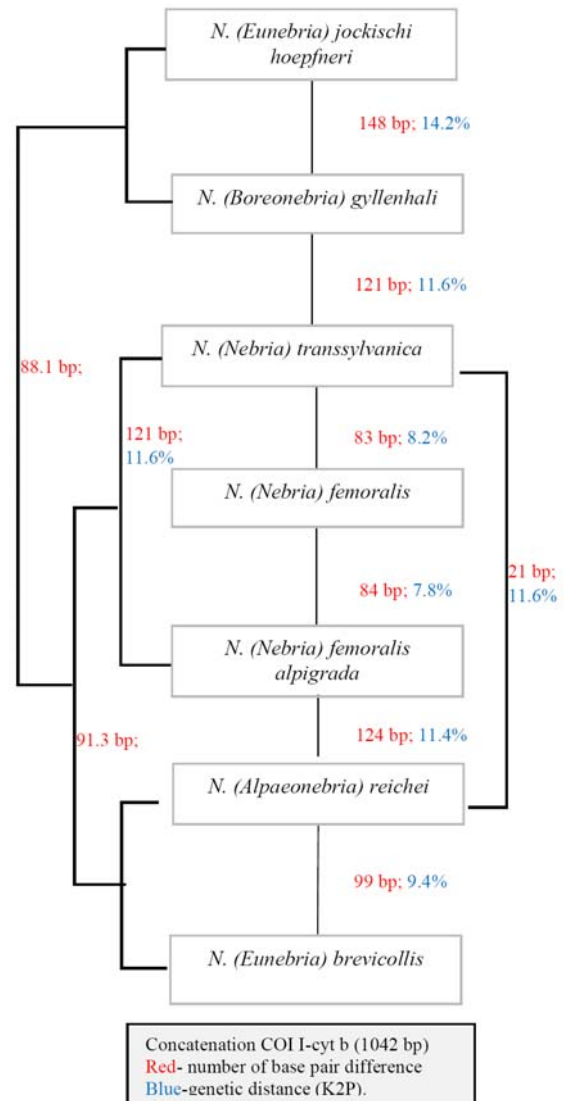 N. (Eunebria) jockischi
hoepfneri
148 bp; 14.2%
N. (Boreonebria) gyllenhali
121 bp; 11.6%
N. (Nebria) transsylvanica
88.1 bp;
121 bp;
11.6%
83 bp; 8.2%
N. (Nebria) femoralis
84 bp; 7.8%
21 bp;
11.6%
N. (Nebria) femoralis
alpigrada
91.3 bp;
124 bp; 11.4%
N. (Alpaeonebria) reichei
99 bp; 9.4%
N. (Eunebria) brevicollis
Concatenation COI I-cyt b (1042 bp)
Red- number of base pair difference
Blue-genetic distance (K2P).